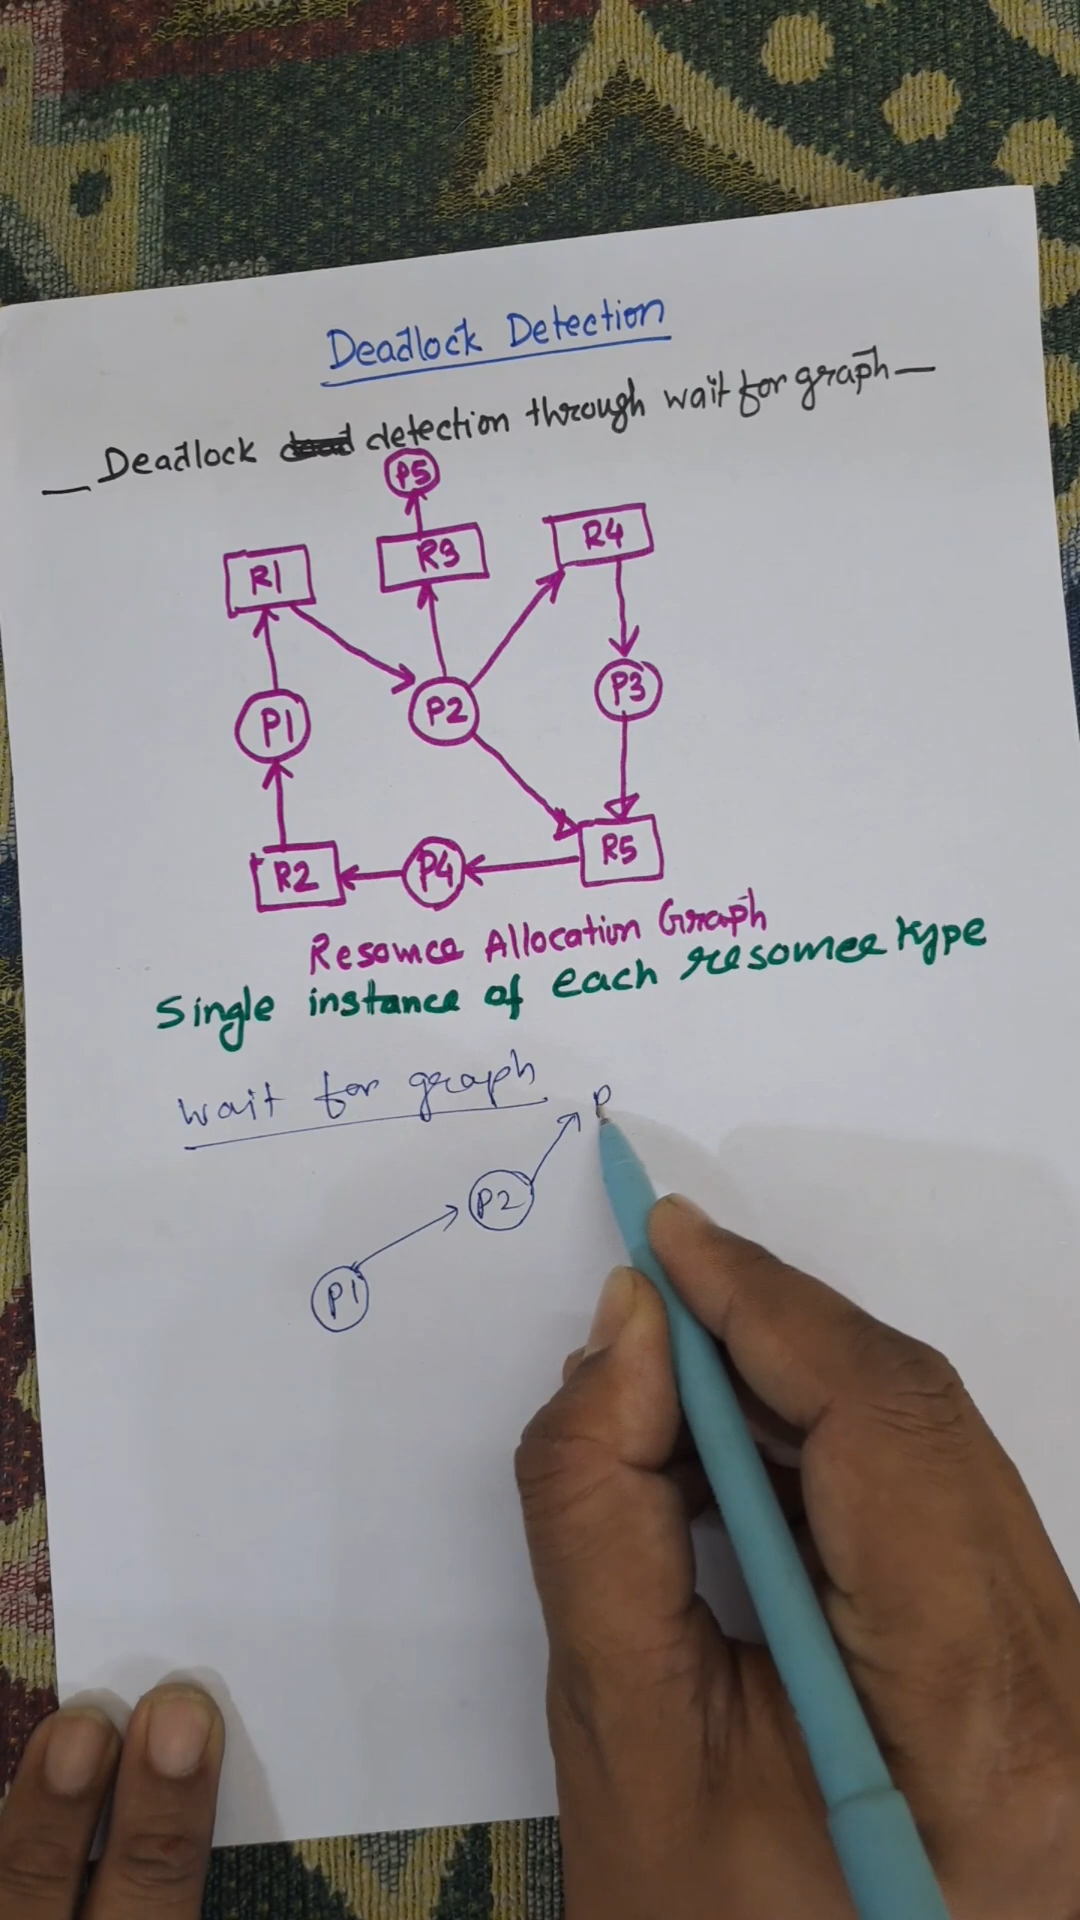 Deadlock Detection
Deadlock detection through wait for graph
P5
R1 R3 R4
P1 P2 P3
R2 P4 R5
Resource Allocation Graph
Single instance of each resource type
wait for graph
P
P2
P1